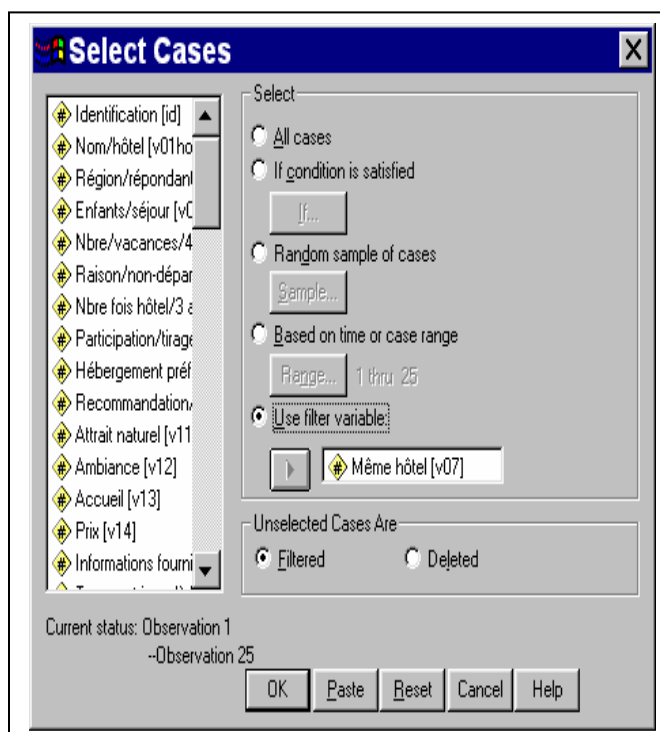 Select Cases
Identification [id]
Nom/hôtel [v01ho
Région/répondant
Enfants/séjour [v0
Nbre/vacances/4
Raison/non-dépar
Nbre fois hôtel/3 a
Participation/tirage
Hébergement préf
Recommandation/
Attrait naturel [v11
Ambiance [v12]
Accueil [v13]
Prix [v14]
Informations fourni
Select
All cases
If condition is satisfied
If...
Random sample of cases
Sample...
Based on time or case range
Range... 1 thru 25
Use filter variable:
Même hôtel [v07]
Unselected Cases Are
Filtered Deleted
Current status: Observation 1
--Observation 25
OK Paste Reset Cancel Help